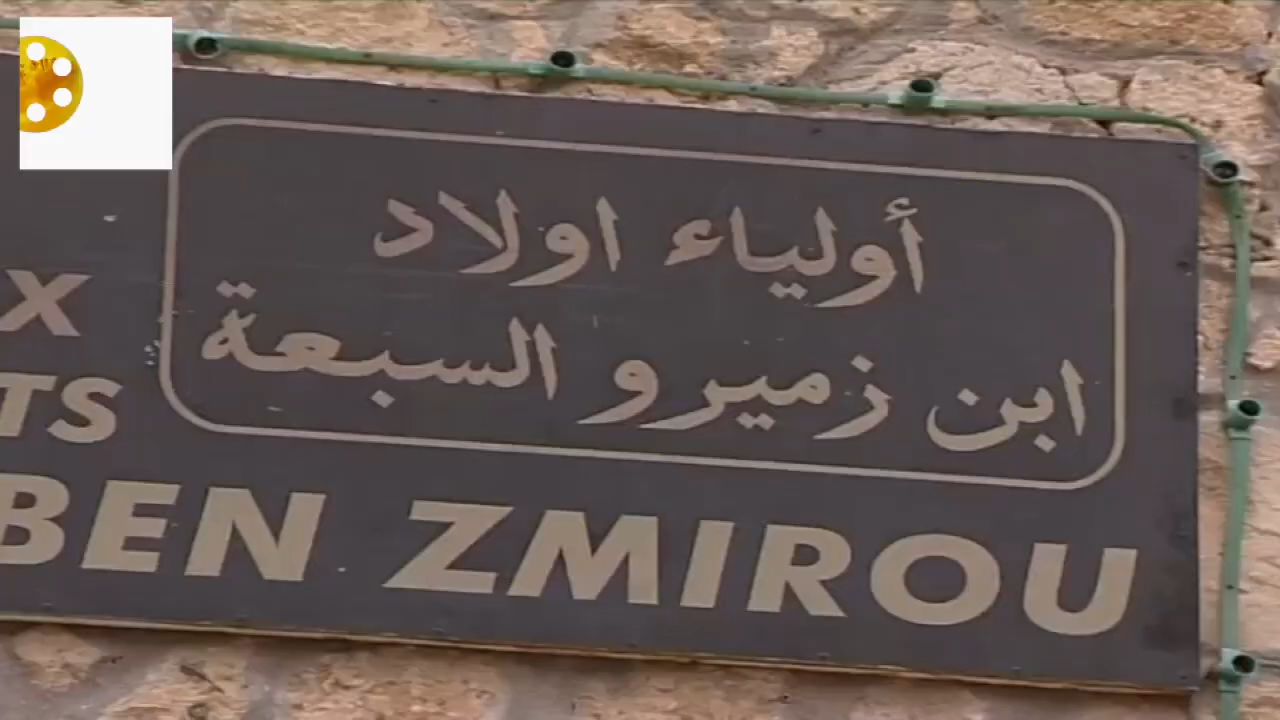 أولياء اولاد
ابن زميرو السبعة
X
TS
BEN ZMIROU